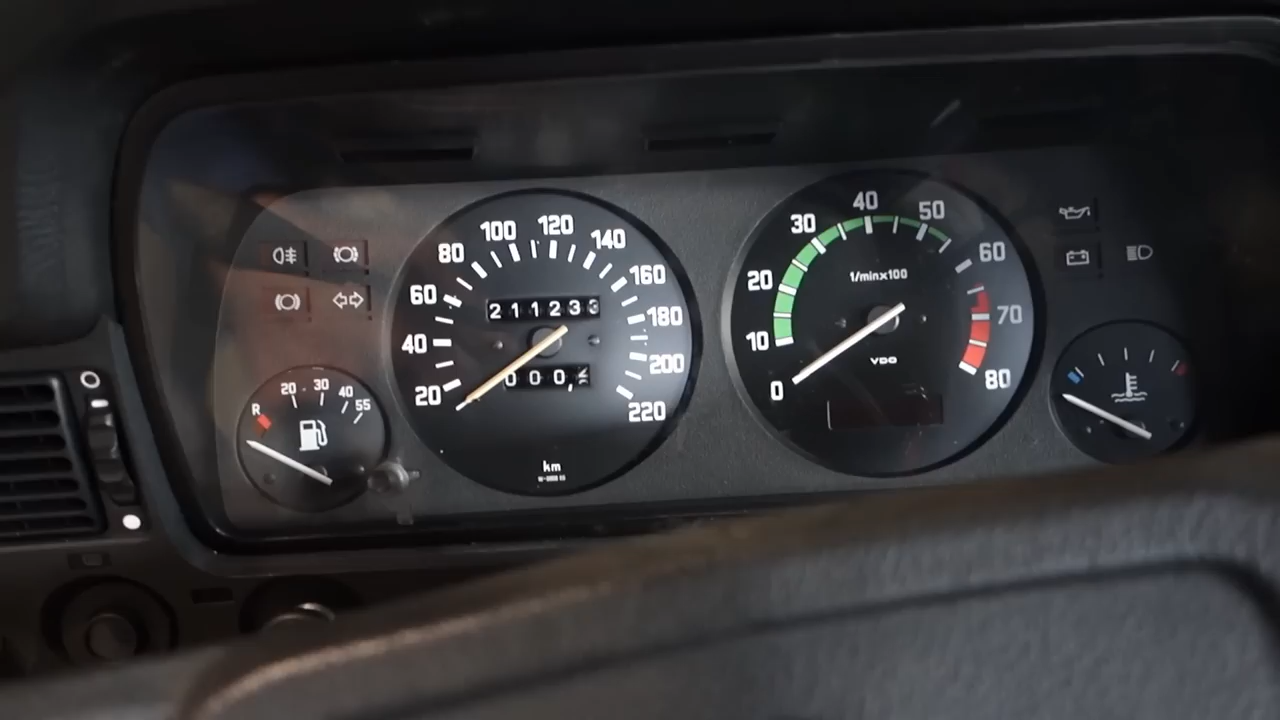 20 40 60 80 100 120 140 160 180 200 220
211233
000,
km
0 10 20 30 40 50 60 70 80
1/minx100
VDO
R 20 30 40 55